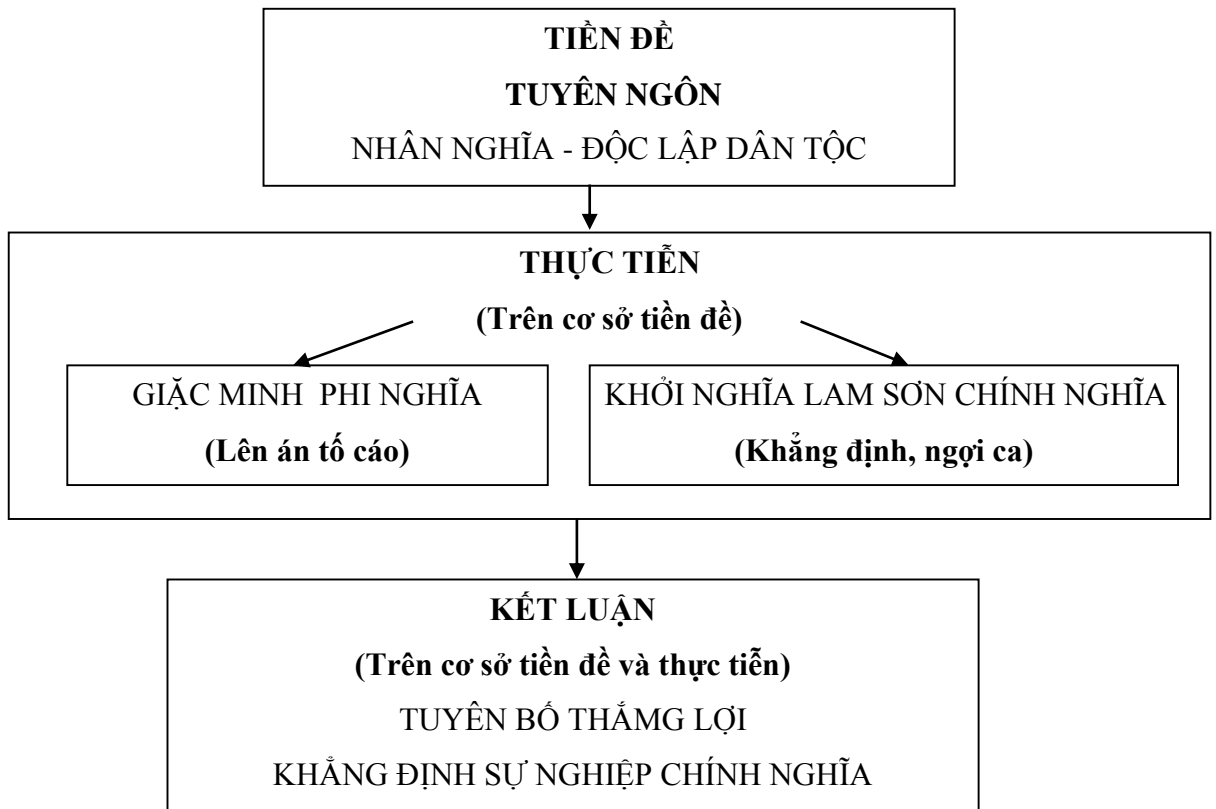 TIỀN ĐỀ
TUYÊN NGÔN
NHÂN NGHĨA - ĐỘC LẬP DÂN TỘC
THỰC TIỄN
(Trên cơ sở tiền đề)
GIẶC MINH PHI NGHĨA
(Lên án tố cáo)
KHỞI NGHĨA LAM SƠN CHÍNH NGHĨA
(Khẳng định, ngợi ca)
KẾT LUẬN
(Trên cơ sở tiền đề và thực tiễn)
TUYÊN BỐ THẮMG LỢI
KHẲNG ĐỊNH SỰ NGHIỆP CHÍNH NGHĨA